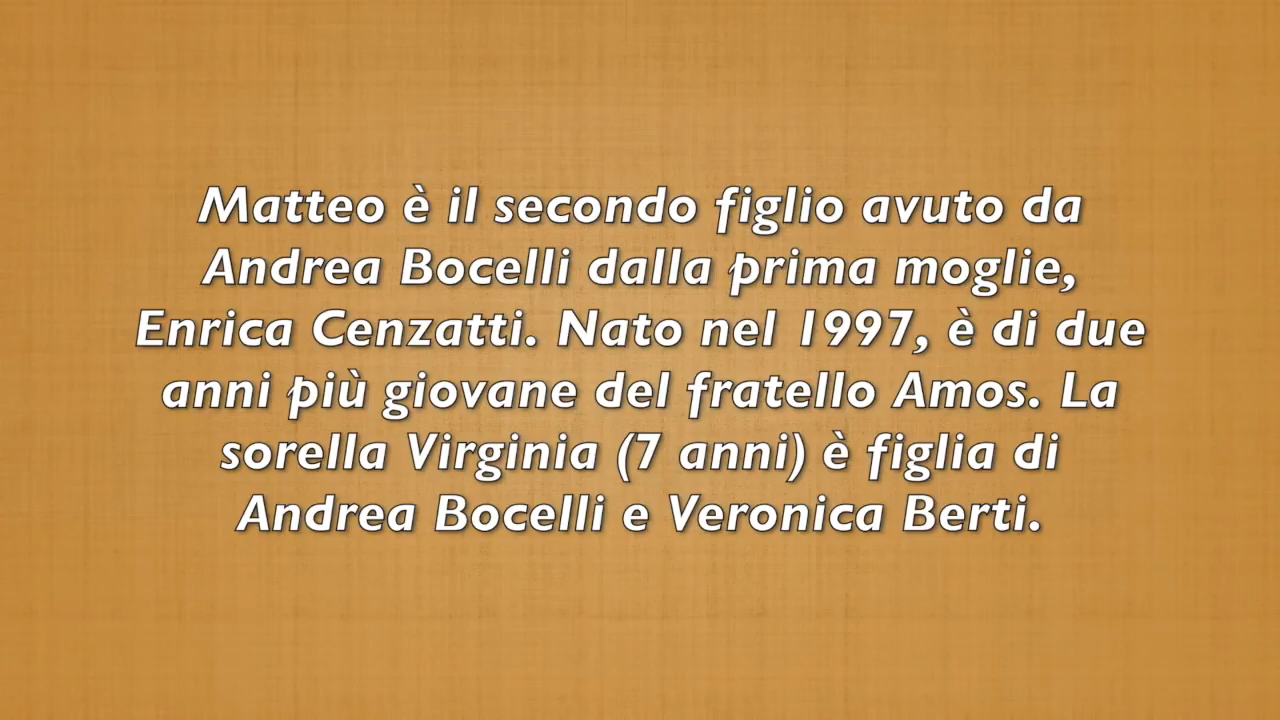 Matteo è il secondo figlio avuto da
Andrea Bocelli dalla prima moglie,
Enrica Cenzatti. Nato nel 1997, è di due
anni più giovane del fratello Amos. La
sorella Virginia (7 anni) è figlia di
Andrea Bocelli e Veronica Berti.